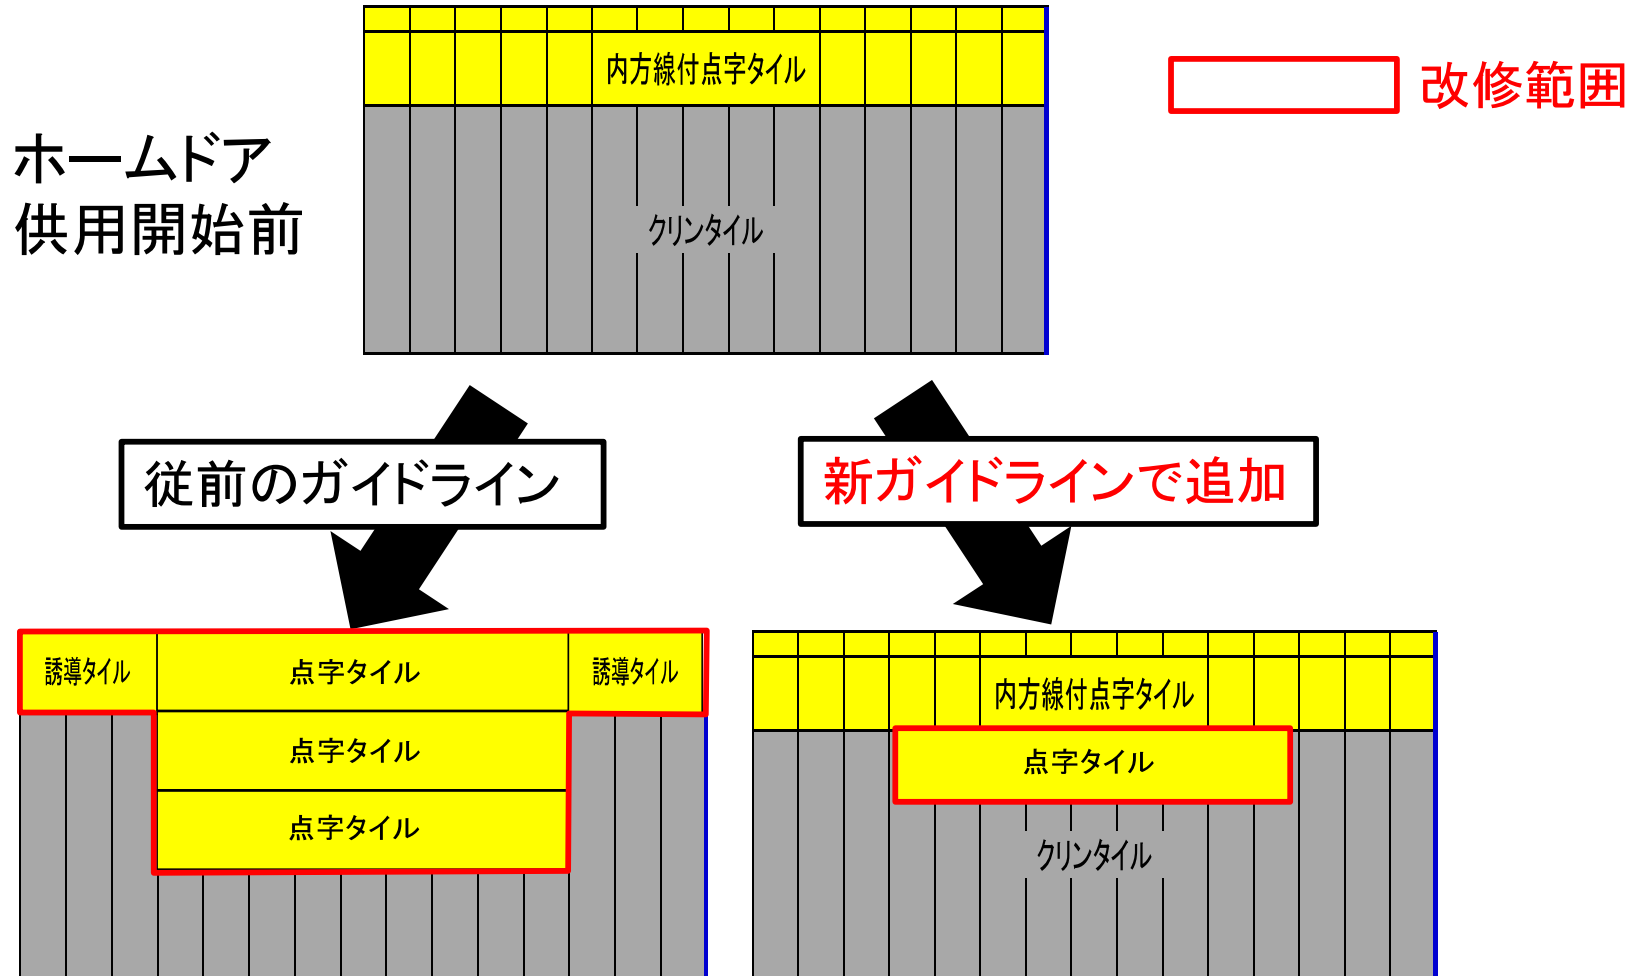 内方線付点字タイル
改修範囲
ホームドア
供用開始前
クリンタイル
従前のガイドライン
新ガイドラインで追加
誘導タイル
点字タイル
誘導タイル
点字タイル
点字タイル
内方線付点字タイル
点字タイル
クリンタイル